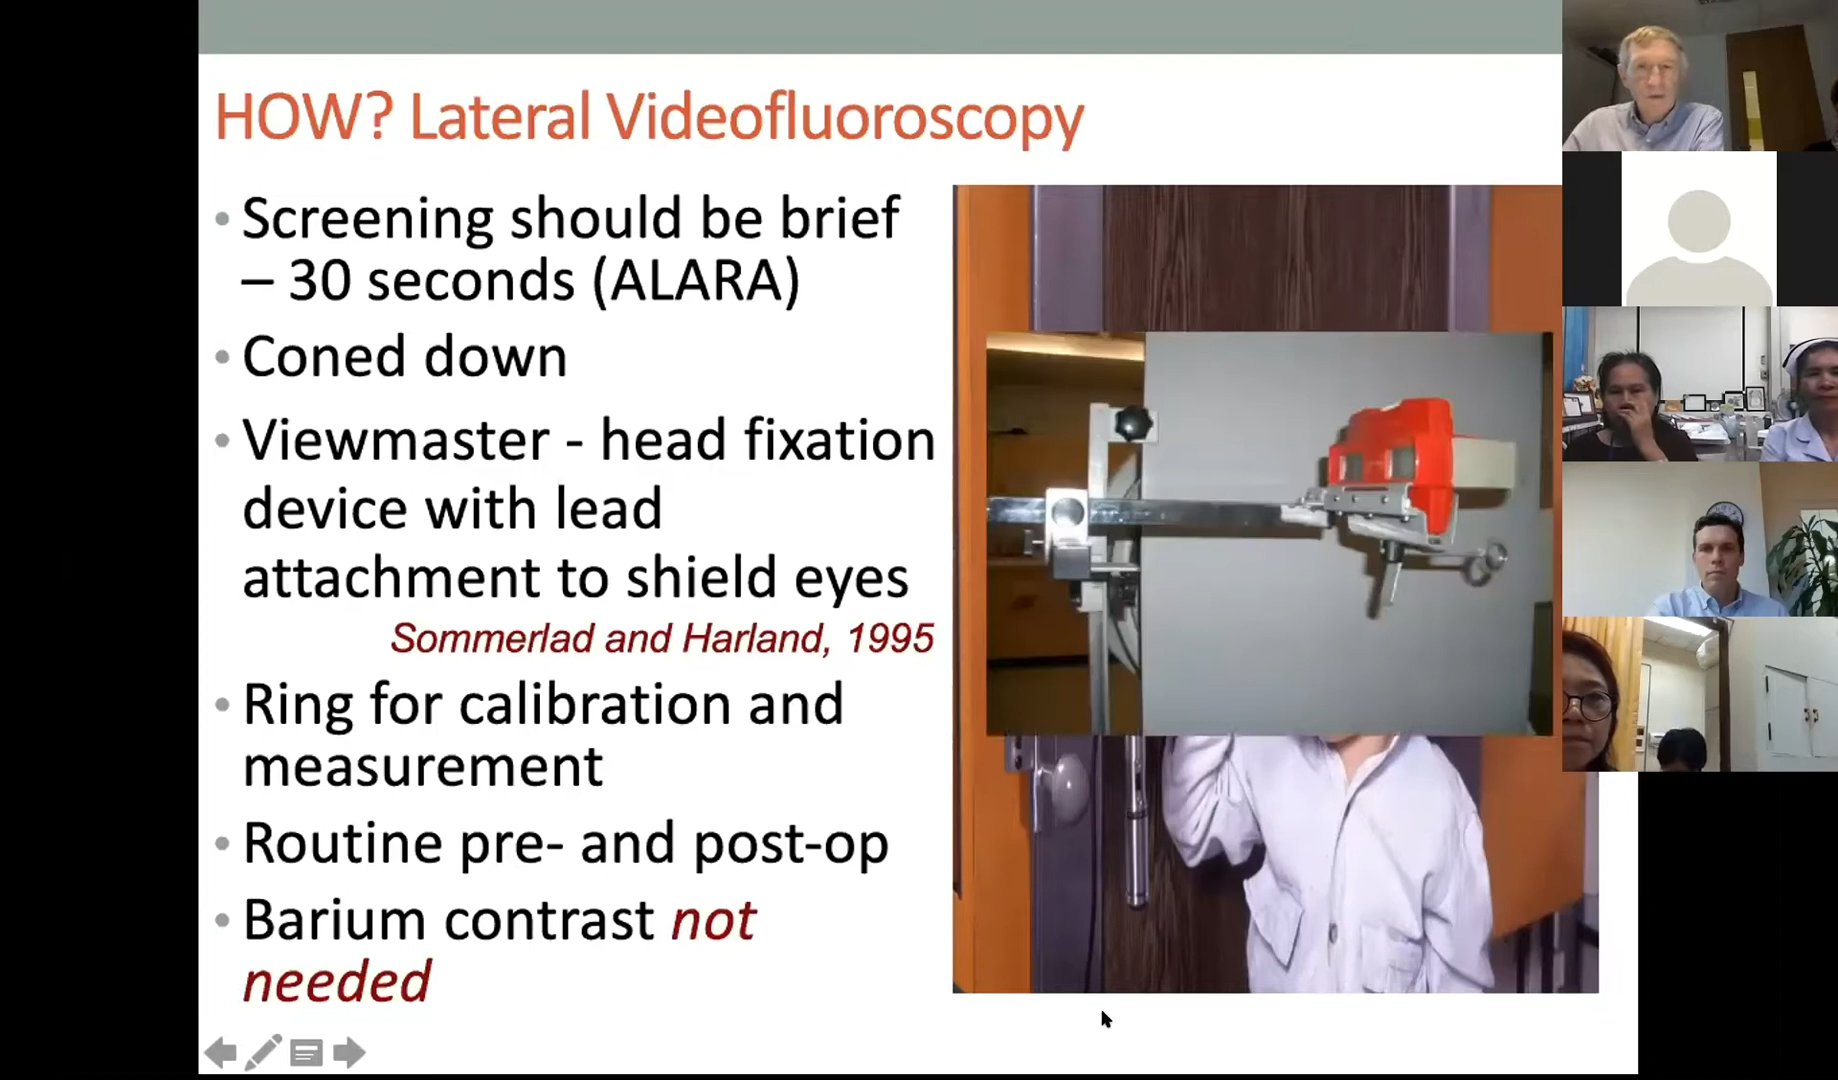 HOW? Lateral Videofluoroscopy
• Screening should be brief
– 30 seconds (ALARA)
• Coned down
• Viewmaster - head fixation
device with lead
attachment to shield eyes
Sommerlad and Harland, 1995
• Ring for calibration and
measurement
• Routine pre- and post-op
• Barium contrast not
needed